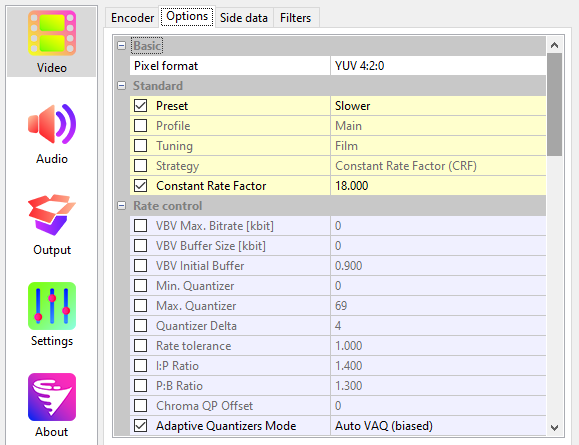 Encoder Options Side data Filters
Basic
Pixel format YUV 4:2:0
Standard
Preset Slower
Profile Main
Tuning Film
Strategy Constant Rate Factor (CRF)
Constant Rate Factor 18.000
Rate control
VBV Max. Bitrate [kbit] 0
VBV Buffer Size [kbit] 0
VBV Initial Buffer 0.900
Min. Quantizer 0
Max. Quantizer 69
Quantizer Delta 4
Rate tolerance 1.000
I:P Ratio 1.400
P:B Ratio 1.300
Chroma QP Offset 0
Adaptive Quantizers Mode Auto VAQ (biased)
Video
Audio
Output
Settings
About